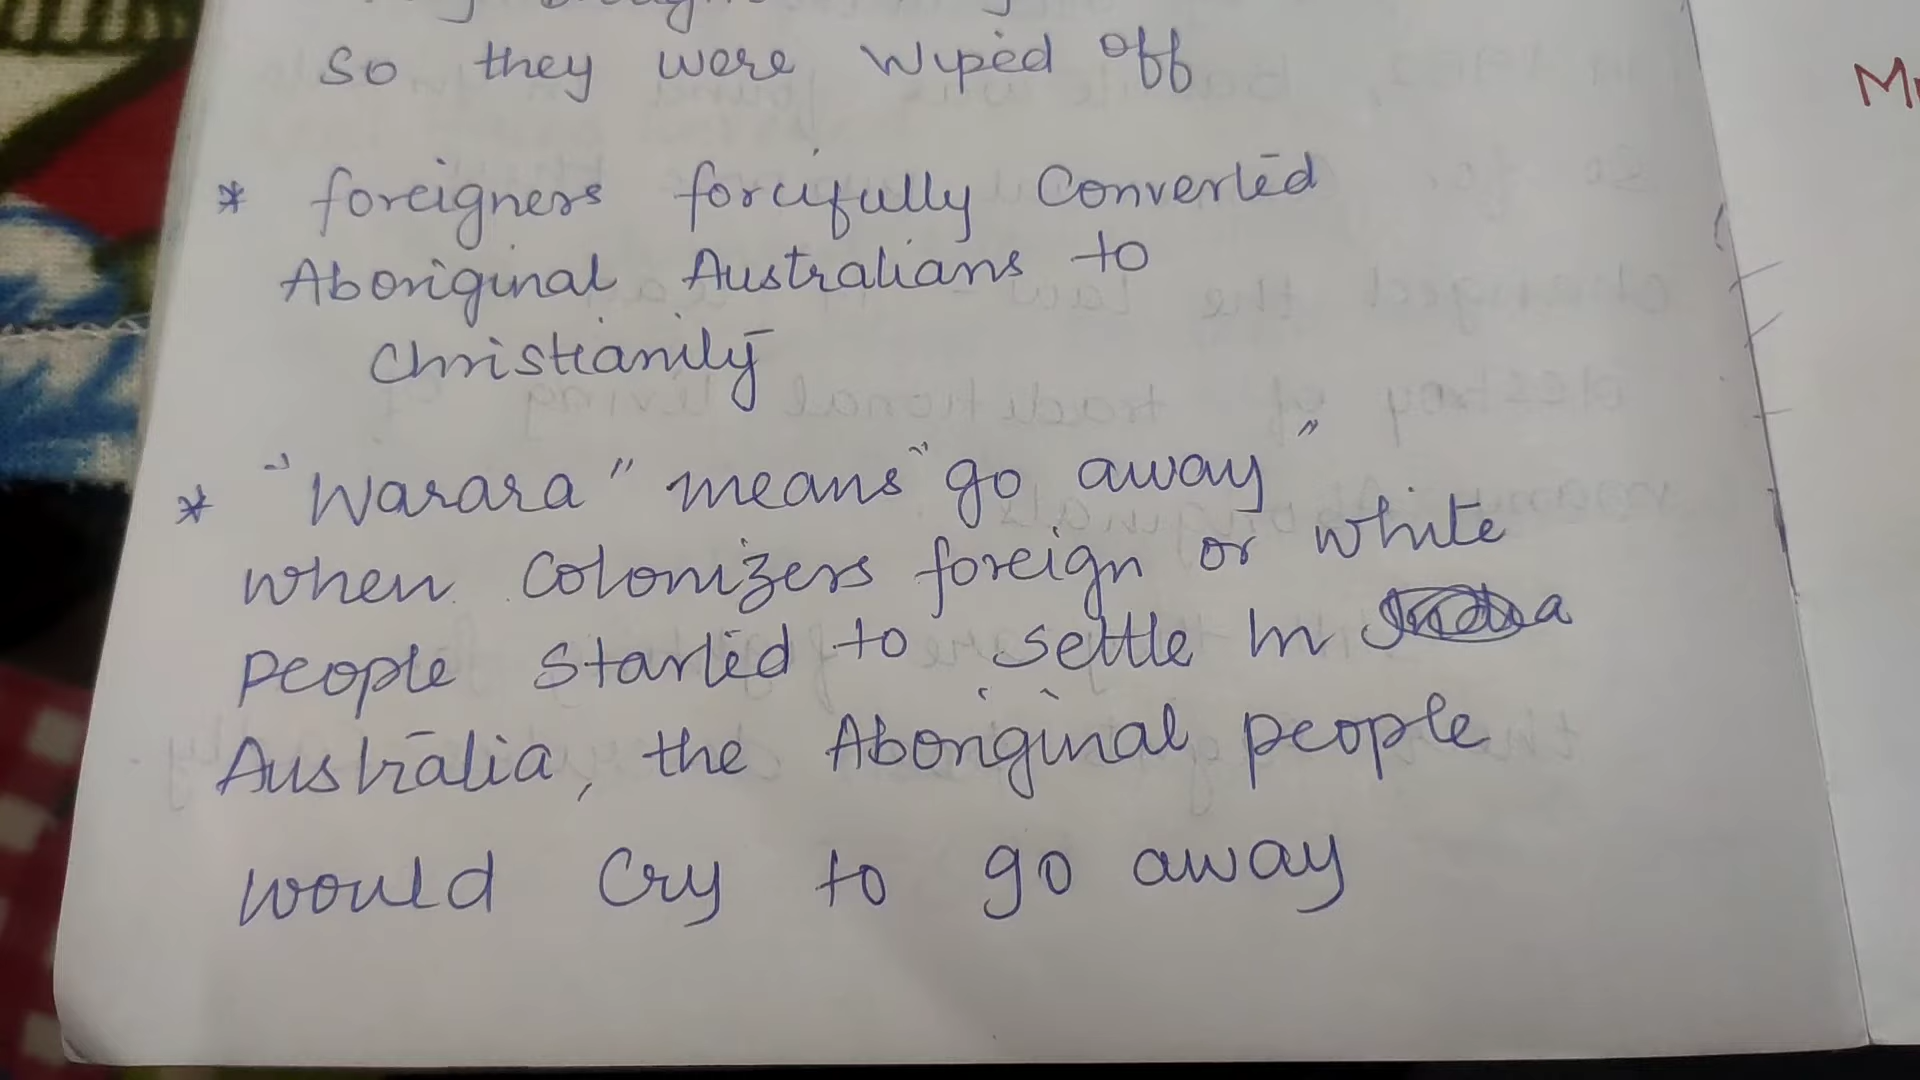 so they were wiped off
* foreigners forcifully Converted
Aboriginal Australians to
Christianity
* "Warara" means "go away"
when Colonizers foreign or white
people started to settle in
Australia, the Aboriginal people
would Cry to go away